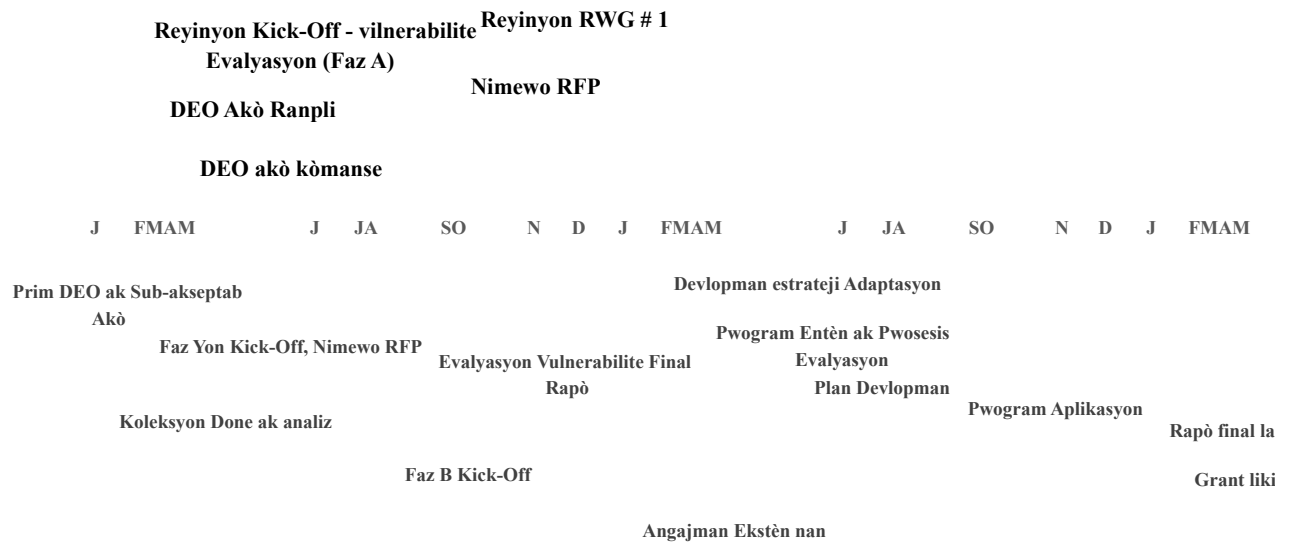 Reyinyon Kick-Off - vilnerabilite
Evalyasyon (Faz A)
Reyinyon RWG # 1
Nimewo RFP
DEO Akò Ranpli
DEO akò kòmanse
J FMAM J JA SO N D J FMAM J JA SO N D J FMAM
Prim DEO ak Sub-akseptab
Akò
Faz Yon Kick-Off, Nimewo RFP
Koleksyon Done ak analiz
Evalyasyon Vulnerabilite Final
Rapò
Faz B Kick-Off
Devlopman estrateji Adaptasyon
Pwogram Entèn ak Pwosesis
Evalyasyon
Plan Devlopman
Pwogram Aplikasyon
Rapò final la
Grant liki
Angajman Ekstèn nan